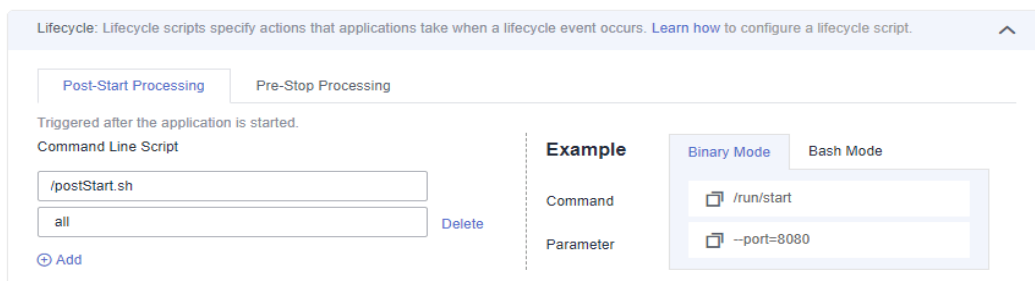 Lifecycle: Lifecycle scripts specify actions that applications take when a lifecycle event occurs. Learn how to configure a lifecycle script.
Post-Start Processing
Pre-Stop Processing
Triggered after the application is started.
Command Line Script
/postStart.sh
all
Delete
Add
Example
Binary Mode
Bash Mode
Command
/run/start
Parameter
--port=8080